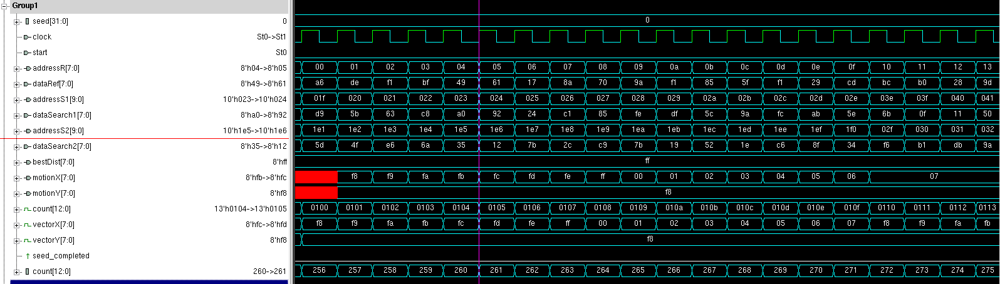 Group1
seed[31:0] 0 0
clock St0->St1
start St0
addressR[7:0] 8'h04->8'h05 00 01 02 03 04 05 06 07 08 09 0a 0b 0c 0d 0e 0f 10 11 12 13
dataRef[7:0] 8'h49->8'h61 a6 de f1 bf 49 61 17 8a 70 9a f1 85 5f f1 29 cd bc b0 28 9d
addressS1[9:0] 10'h023->10'h024 01f 020 021 022 023 024 025 026 027 028 029 02a 02b 02c 02d 02e 03e 03f 040 041
dataSearch1[7:0] 8'ha0->8'h92 d9 5b 63 c8 a0 92 24 c1 85 fe df 5c 9a fc ab 5e 6b 0f 11 50
addressS2[9:0] 10'h1e5->10'h1e6 1e1 1e2 1e3 1e4 1e5 1e6 1e7 1e8 1e9 1ea 1eb 1ec 1ed 1ee 1ef 1f0 02f 030 031 032
dataSearch2[7:0] 8'h35->8'h12 5d 4f e6 6a 35 12 7b 2c c9 7b 19 52 1e c6 8f 34 f6 b1 db 9a
bestDist[7:0] 8'hff ff
motionX[7:0] 8'hfb->8'hfc f8 f9 fa fb fc fd fe ff 00 01 02 03 04 05 06 07
motionY[7:0] 8'hf8 f8
count[12:0] 13'h0104->13'h0105 0100 0101 0102 0103 0104 0105 0106 0107 0108 0109 010a 010b 010c 010d 010e 010f 0110 0111 0112 0113
vectorX[7:0] 8'hfc->8'hfd f8 f9 fa fb fc fd fe ff 00 01 02 03 04 05 06 07 f8 f9 fa fb
vectorY[7:0] 8'hf8 f8
seed_completed
count[12:0] 260->261 256 257 258 259 260 261 262 263 264 265 266 267 268 269 270 271 272 273 274 275